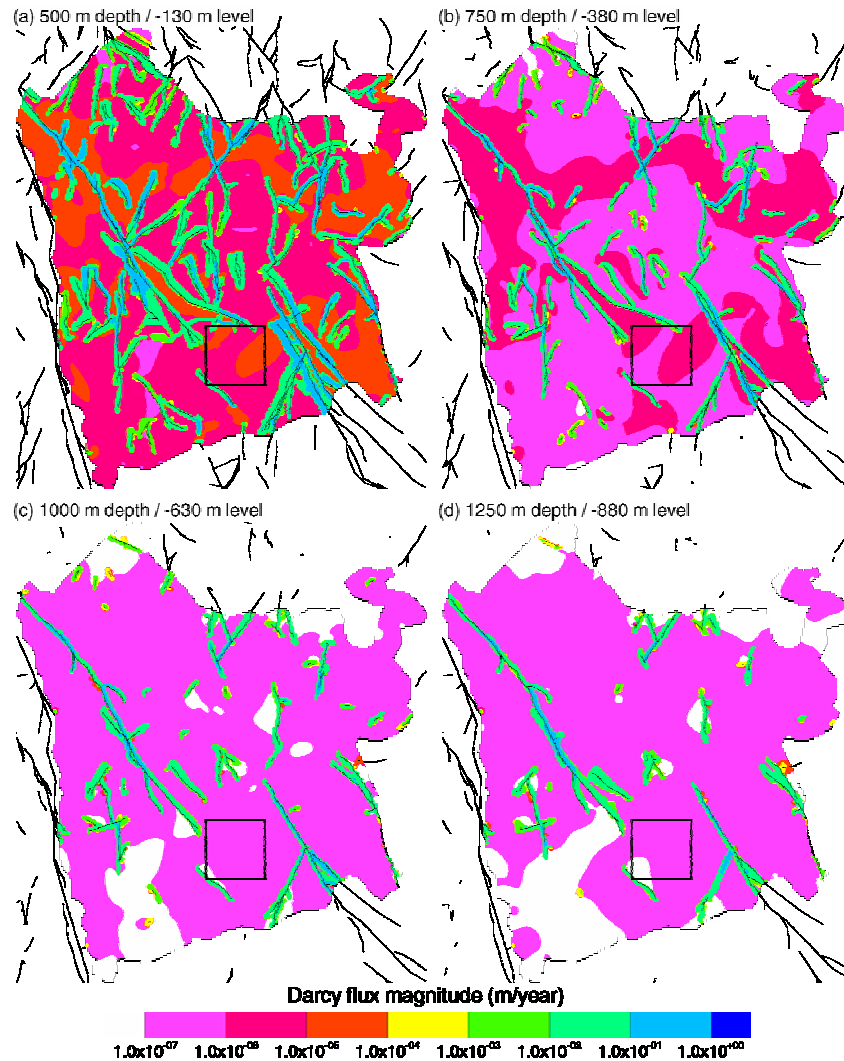 (a) 500 m depth / -130 m level
(b) 750 m depth / -380 m level
(c) 1000 m depth / -630 m level
(d) 1250 m depth / -880 m level
Darcy flux magnitude (m/year)
1.0x10⁻⁰⁷ 1.0x10⁻⁰⁶ 1.0x10⁻⁰⁵ 1.0x10⁻⁰⁴ 1.0x10⁻⁰³ 1.0x10⁻⁰² 1.0x10⁻⁰¹ 1.0x10⁺⁰⁰